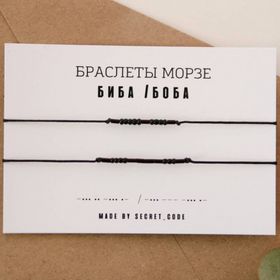 БРАСЛЕТЫ МОРЗЕ
БИБА /БОБА
MADE BY SECRET_CODE